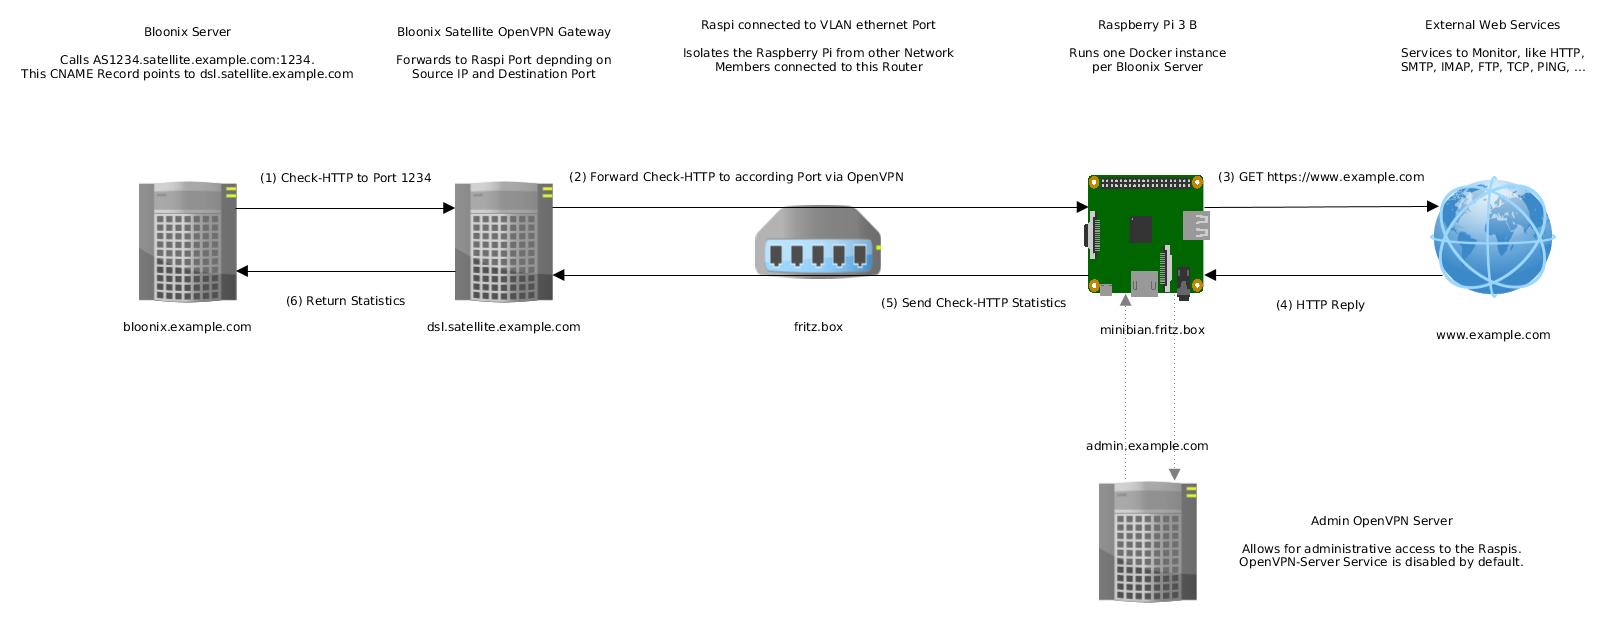 Bloonix Server
Calls AS1234.satellite.example.com:1234.
This CNAME Record points to dsl.satellite.example.com
Bloonix Satellite OpenVPN Gateway
Forwards to Raspi Port depnding on
Source IP and Destination Port
Raspi connected to VLAN ethernet Port
Isolates the Raspberry Pi from other Network
Members connected to this Router
Raspberry Pi 3 B
Runs one Docker instance
per Bloonix Server
External Web Services
Services to Monitor, like HTTP,
SMTP, IMAP, FTP, TCP, PING, ...
(1) Check-HTTP to Port 1234
(2) Forward Check-HTTP to according Port via OpenVPN
(3) GET https://www.example.com
(6) Return Statistics
(5) Send Check-HTTP Statistics
(4) HTTP Reply
bloonix.example.com
dsl.satellite.example.com
fritz.box
minibian.fritz.box
www.example.com
admin.example.com
Admin OpenVPN Server
Allows for administrative access to the Raspis.
OpenVPN-Server Service is disabled by default.